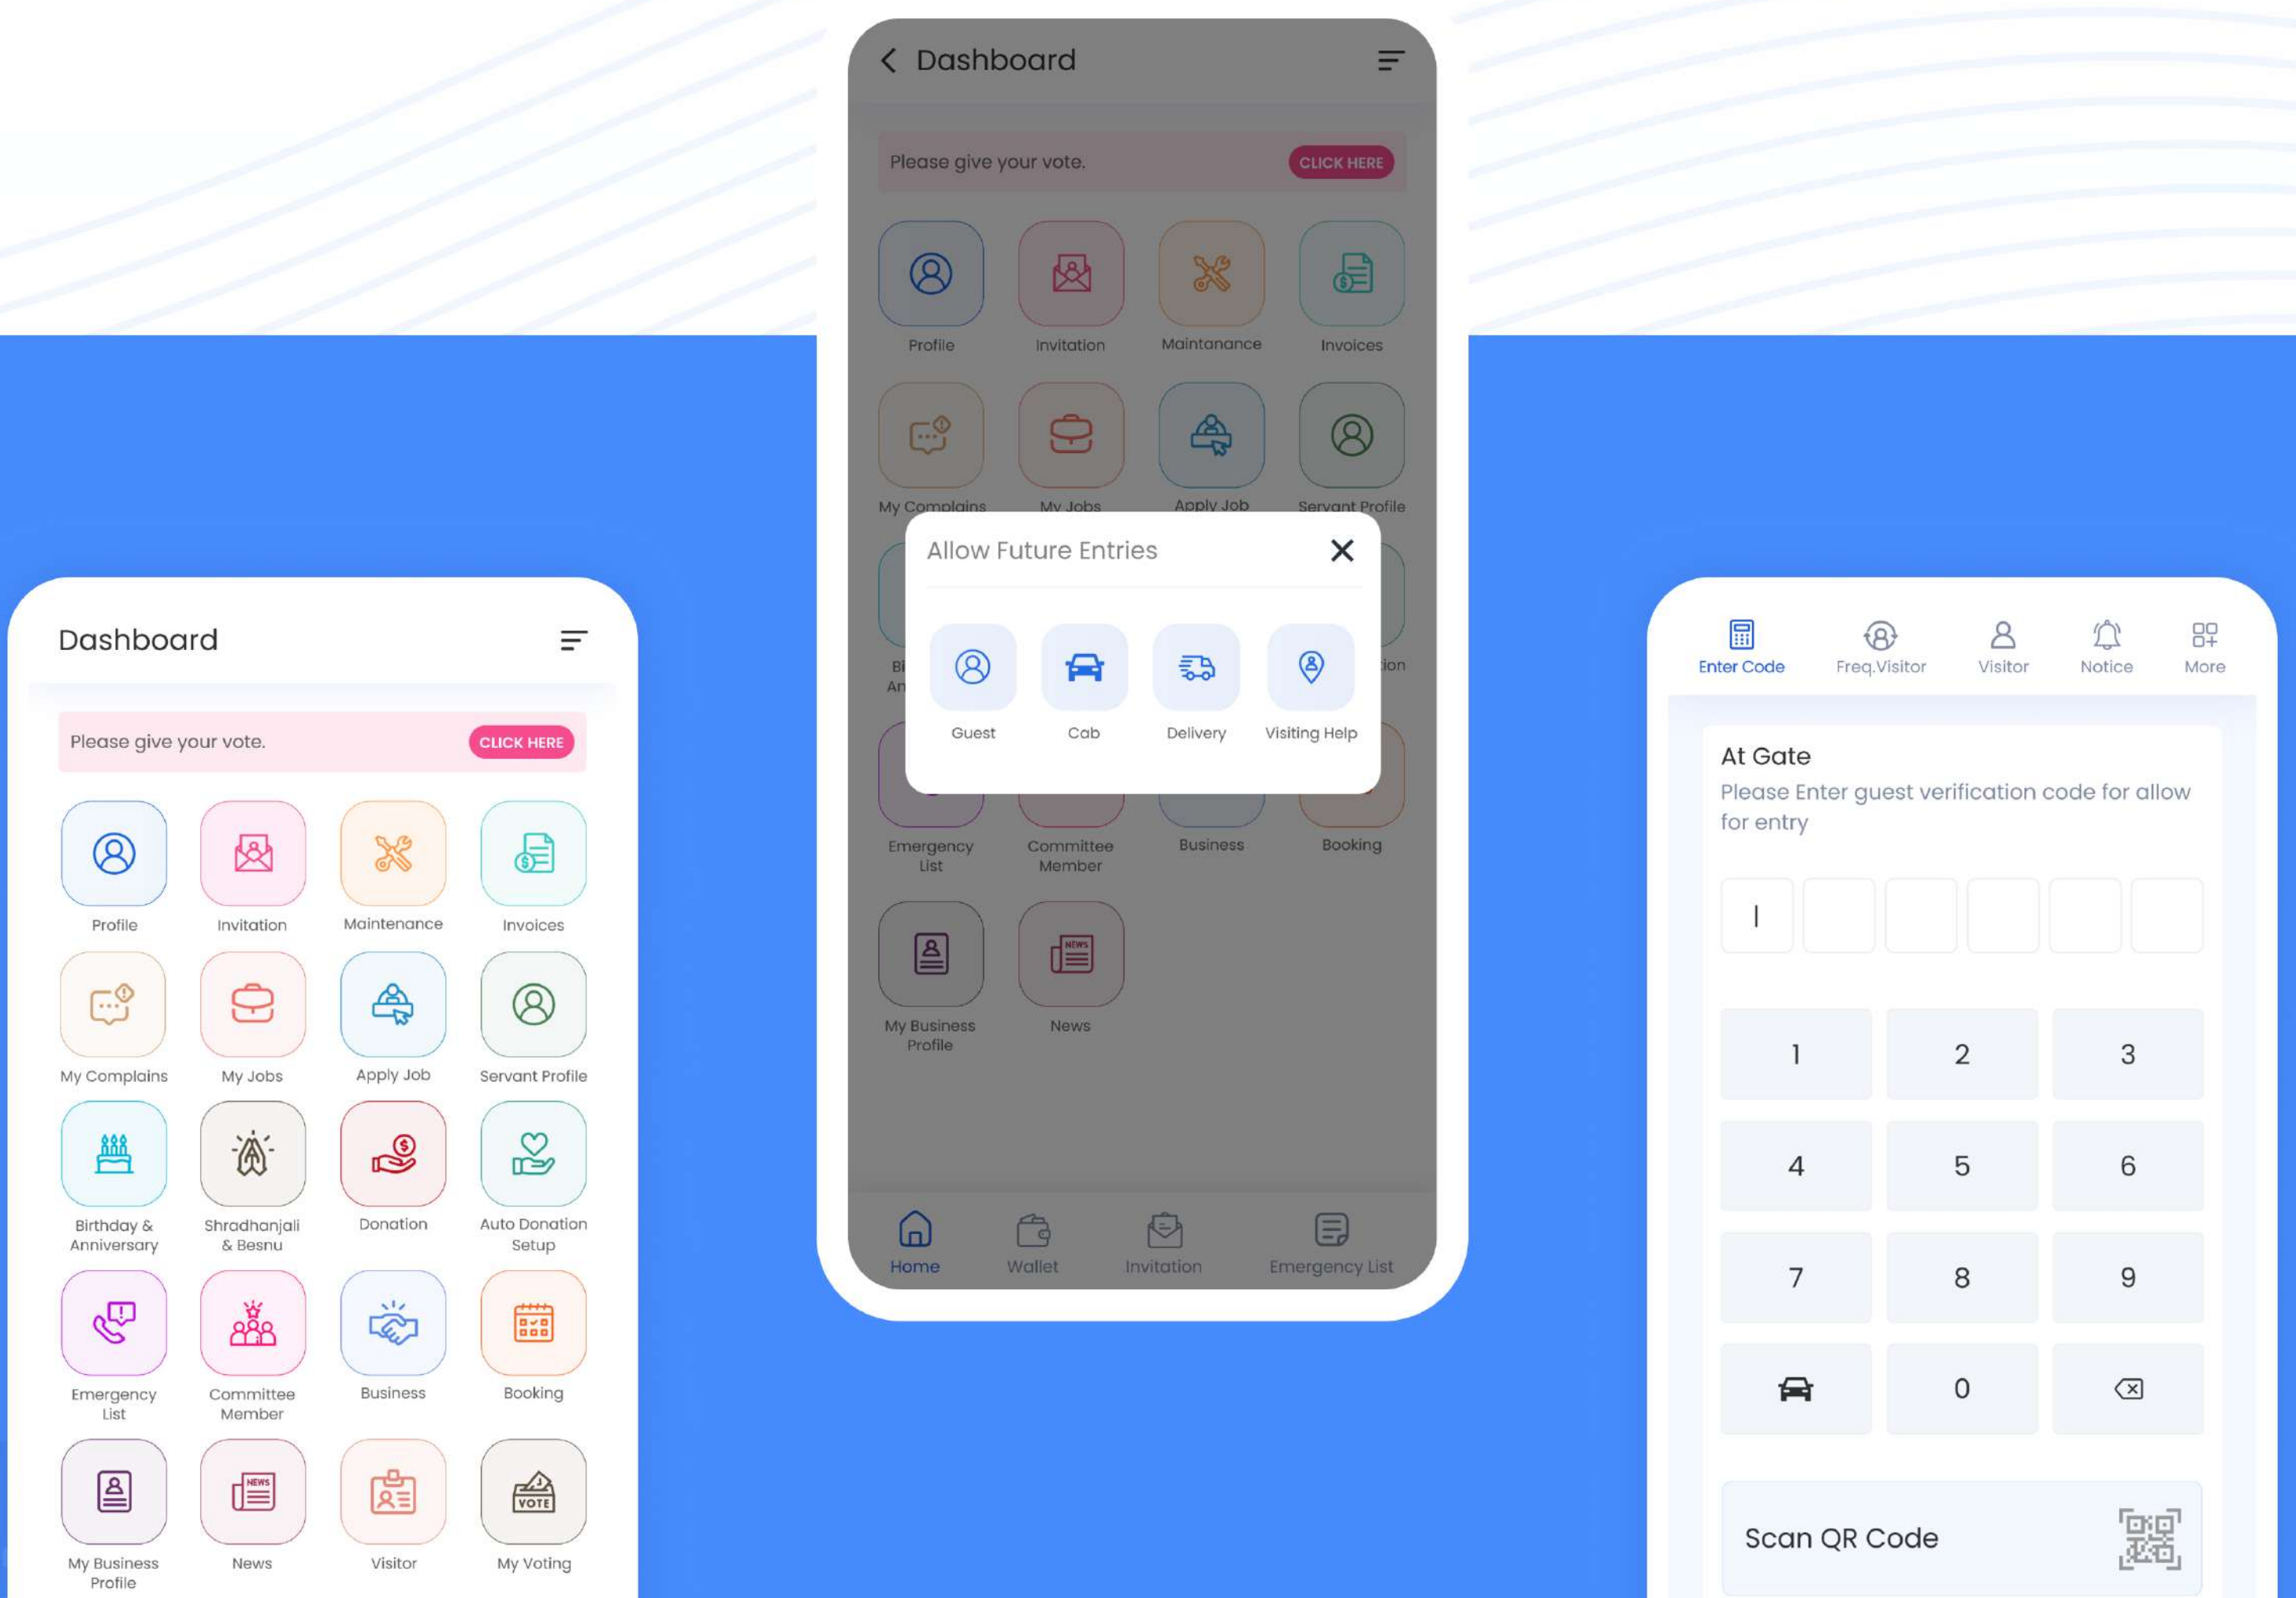 Dashboard
Please give your vote.
CLICK HERE
Profile
Invitation
Maintenance
Invoices
My Complains
My Jobs
Apply Job
Servant Profile
Birthday &
Anniversary
Shradhanjali
& Besnu
Donation
Auto Donation
Setup
Emergency
List
Committee
Member
Business
Booking
My Business
Profile
NEWS
News
Visitor
VOTE
My Voting
Dashboard
Please give your vote.
CLICK HERE
Profile
Invitation
Maintanance
Invoices
My Complains
My Jobs
Apply Job
Servant Profile
Allow Future Entries
Guest
Cab
Delivery
Visiting Help
Emergency
List
Committee
Member
Business
Booking
My Business
Profile
NEWS
News
Home
Wallet
Invitation
Emergency List
Enter Code
Freq.Visitor
Visitor
Notice
More
At Gate
Please Enter guest verification code for allow
for entry
1
2
3
4
5
6
7
8
9
0
Scan QR Code